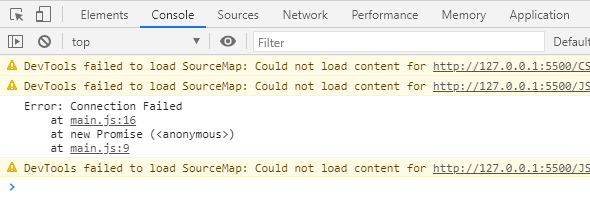 Elements Console Sources Network Performance Memory Application
top Filter Default
DevTools failed to load SourceMap: Could not load content for http://127.0.0.1:5500/CS
DevTools failed to load SourceMap: Could not load content for http://127.0.0.1:5500/JS
Error: Connection Failed
at main.js:16
at new Promise (<anonymous>)
at main.js:9
DevTools failed to load SourceMap: Could not load content for http://127.0.0.1:5500/JS